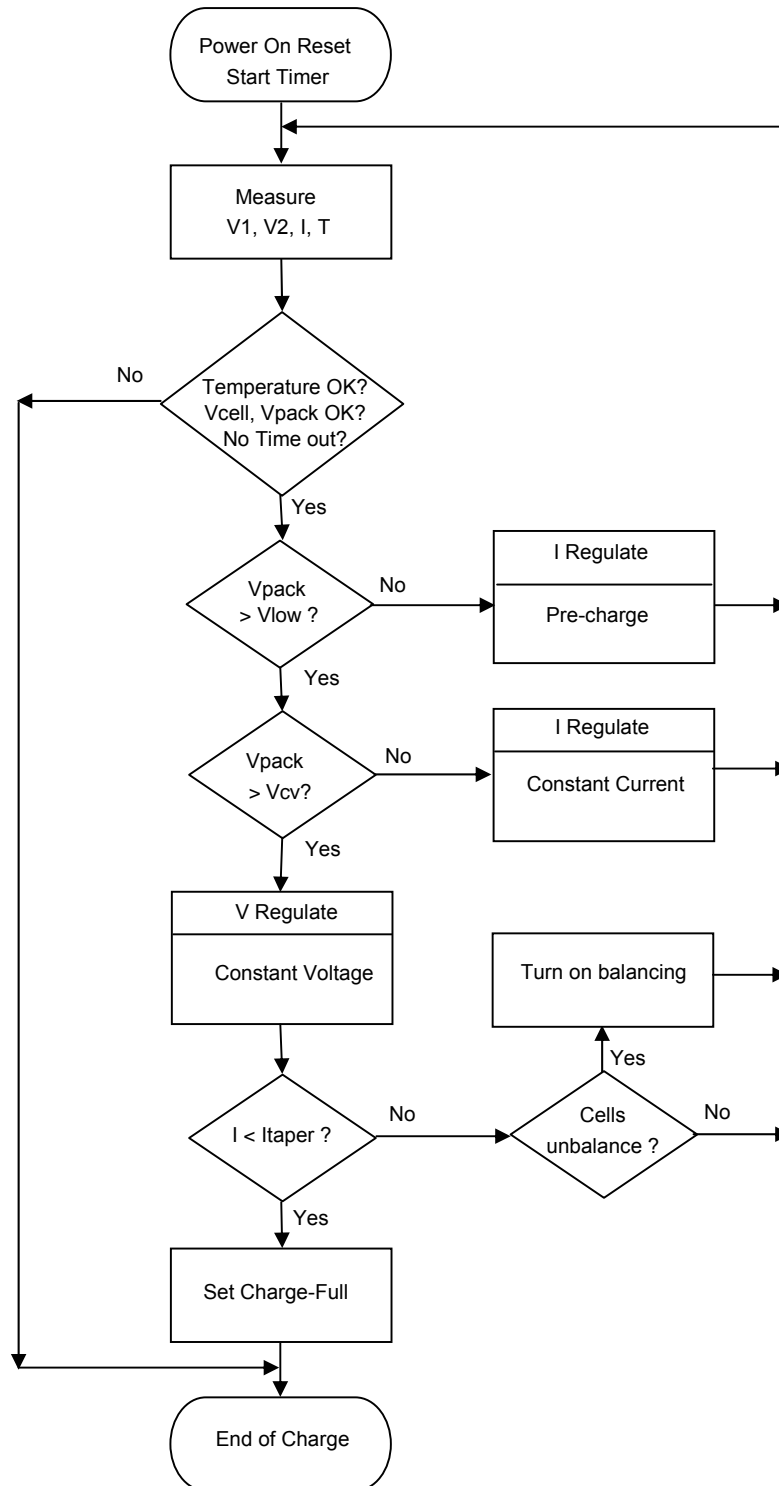 Power On Reset
Start Timer
Measure
V1, V2, I, T
No
Temperature OK?
Vcell, Vpack OK?
No Time out?
Yes
Vpack
> Vlow ?
No
I Regulate
Pre-charge
Yes
Vpack
> Vcv?
No
I Regulate
Constant Current
Yes
V Regulate
Constant Voltage
Turn on balancing
Yes
I < Itaper ?
No
Cells
unbalance ?
No
Yes
Set Charge-Full
End of Charge